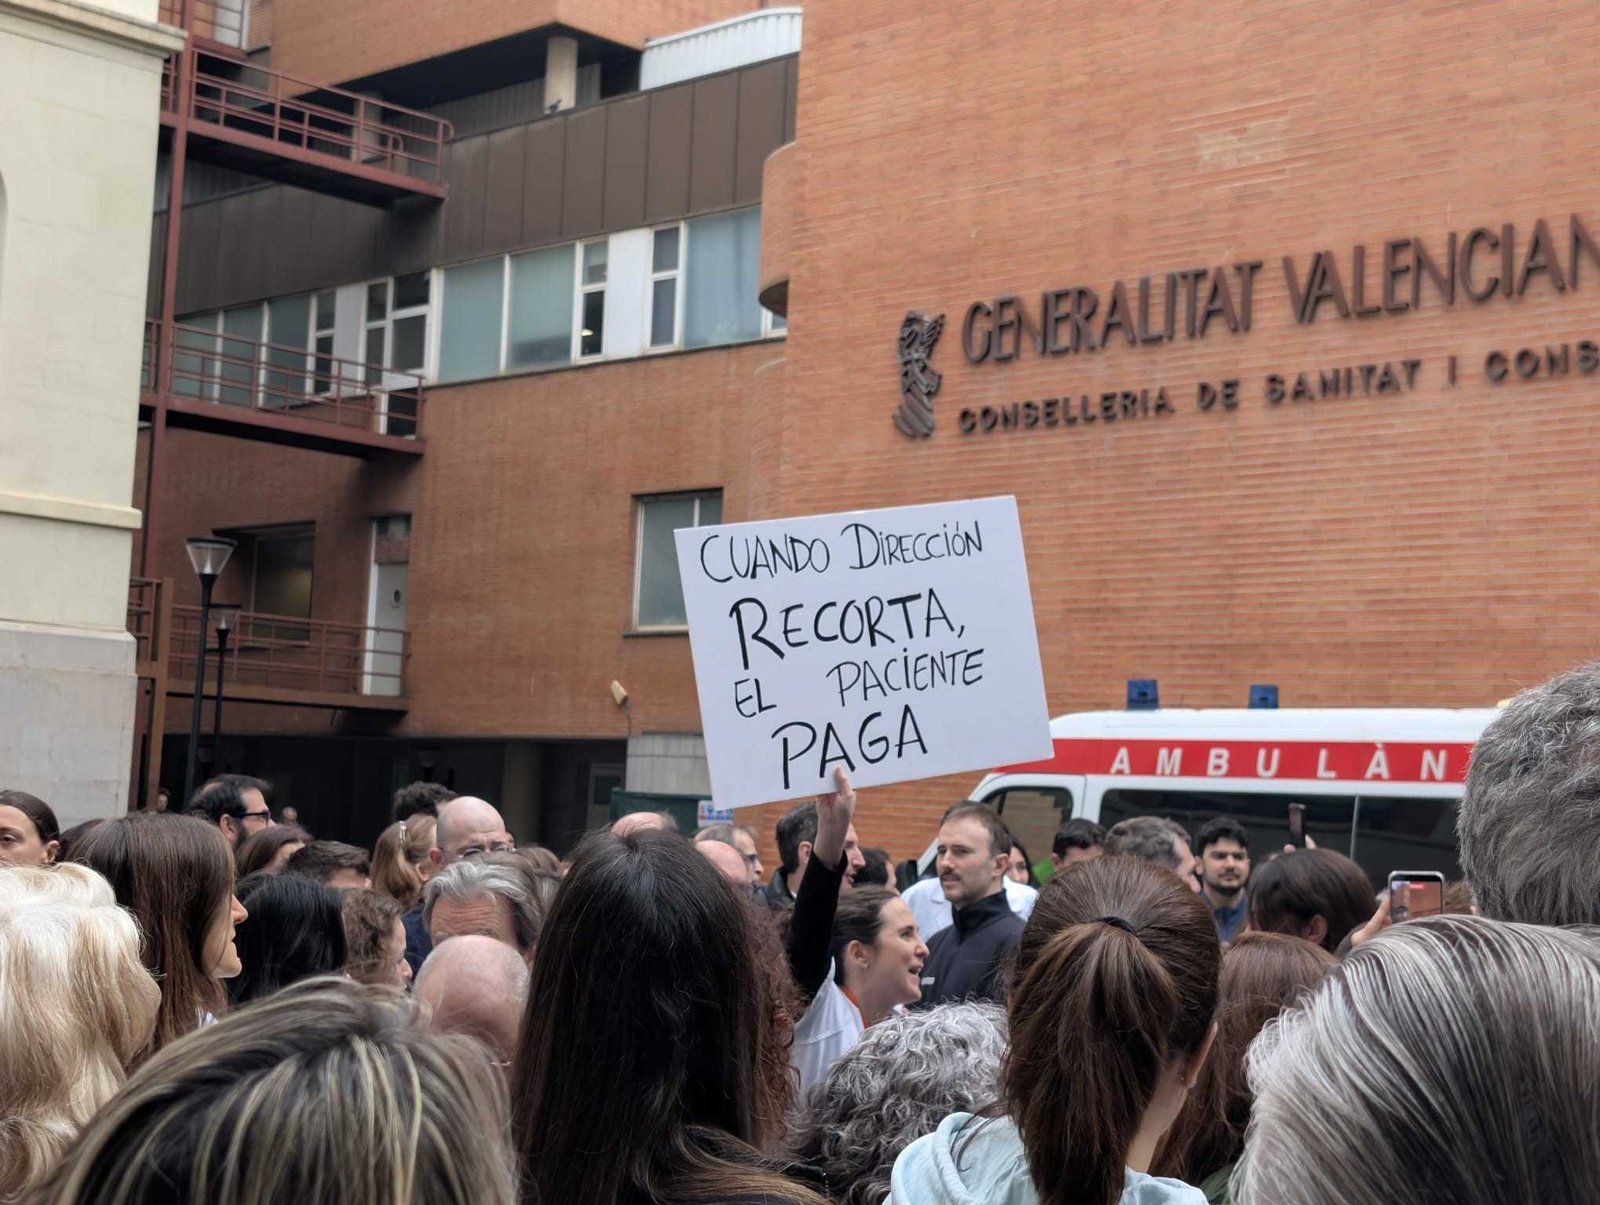 GENERALITAT VALENCIAN
CONSELLERIA DE SANITAT I CONS
CUANDO DIRECCIÓN
RECORTA,
EL PACIENTE
PAGA
AMBULÀN